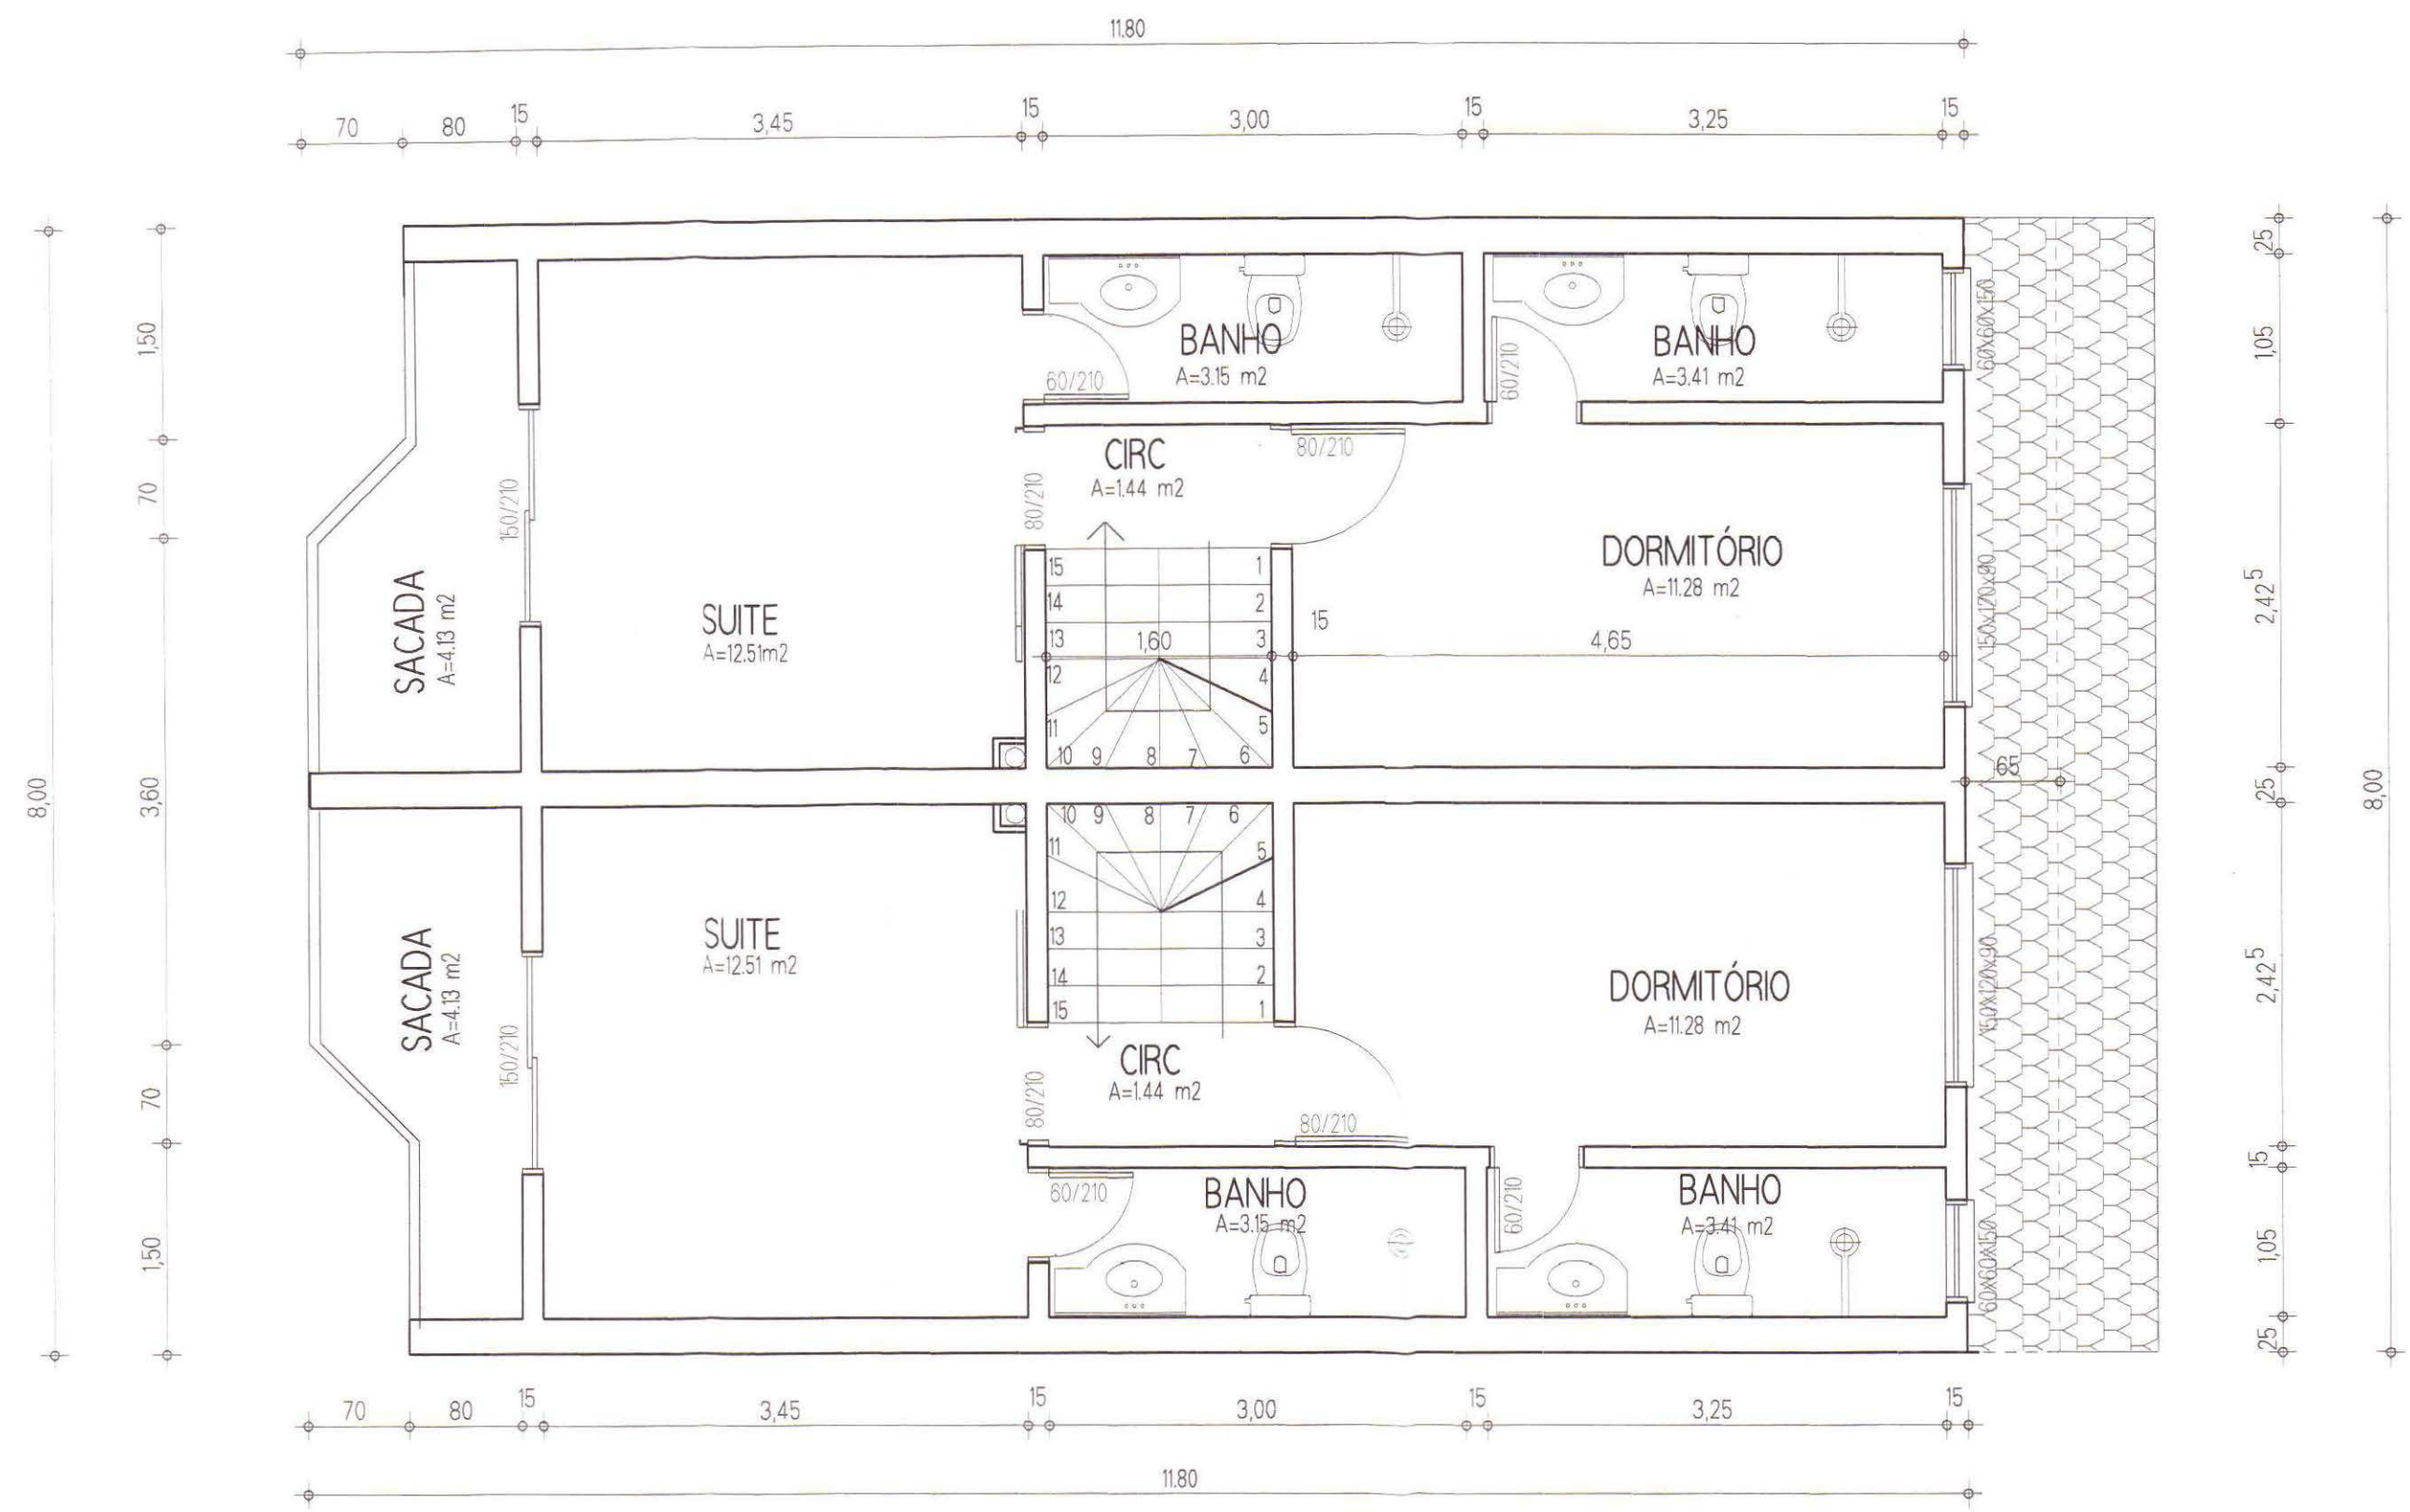 11.80
70 80 15 3,45 15 3,00 15 3,25 15
25
1,50
60x60x150
BANHO
A=3.15 m2
BANHO
A=3.41 m2
1,05
60/210
60/210
CIRC
A=1.44 m2
80/210
80/210
70
150/210
DORMITÓRIO
A=11.28 m2
15 1
14 2
13 1,60 3
12 4
11 5
10 9 8 7 6
15
4,65
150x120x90
2,425
SACADA
A=4.13 m2
SUITE
A=12.51m2
8,00
3,60
65
25
8,00
10 9 8 7 6
11 5
12 4
13 3
14 2
15 1
SACADA
A=4.13 m2
SUITE
A=12.51 m2
150/210
DORMITÓRIO
A=11.28 m2
150x120x90
2,425
CIRC
A=1.44 m2
80/210
80/210
70
15
60/210
BANHO
A=3.15 m2
60/210
BANHO
A=3.41 m2
60x60x150
1,50
1,05
25
70 80 15 3,45 15 3,00 15 3,25 15
11.80